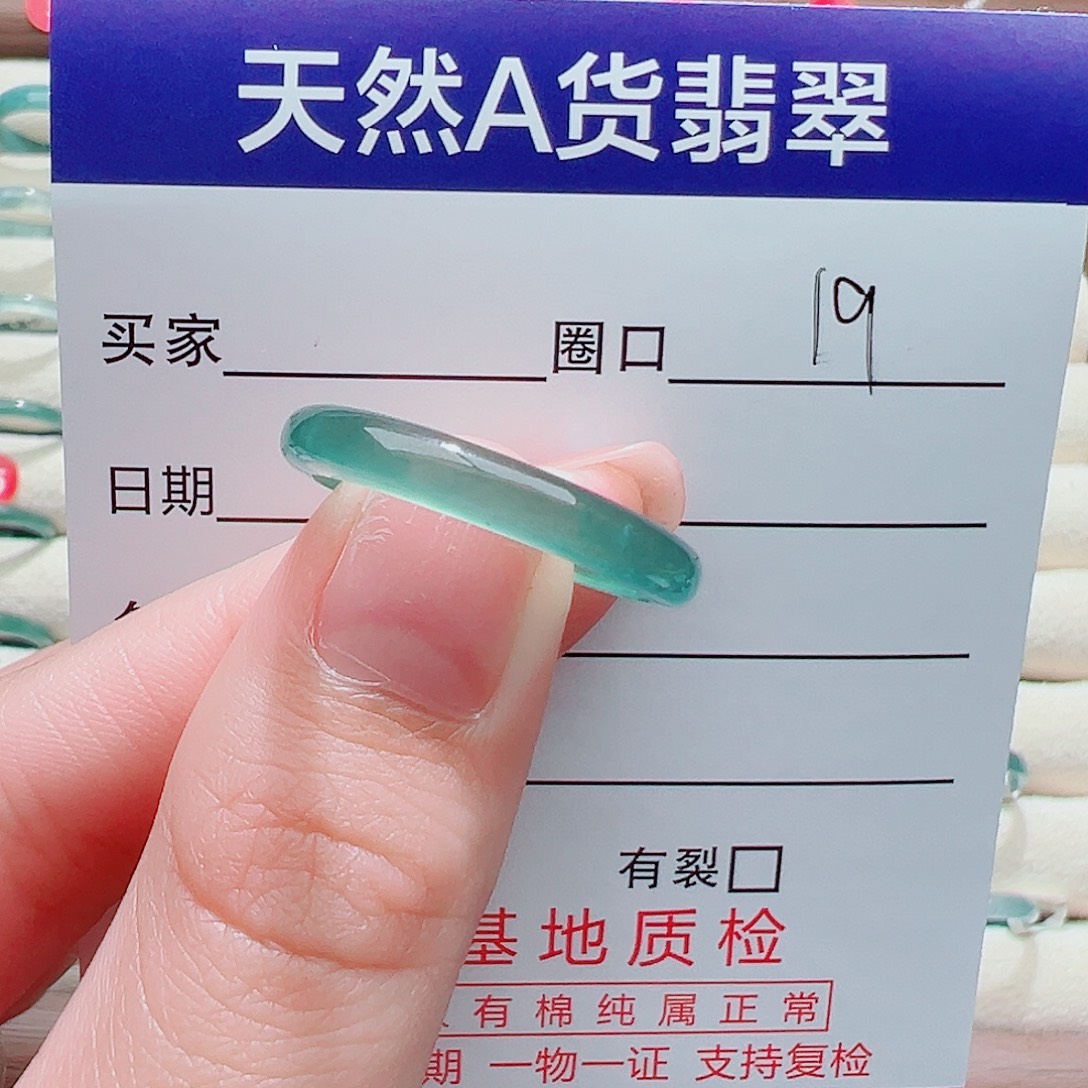 天然A货翡翠
买家 圈口 19
日期
有裂□
基地质检
有棉纯属正常
期 一物一证 支持复检